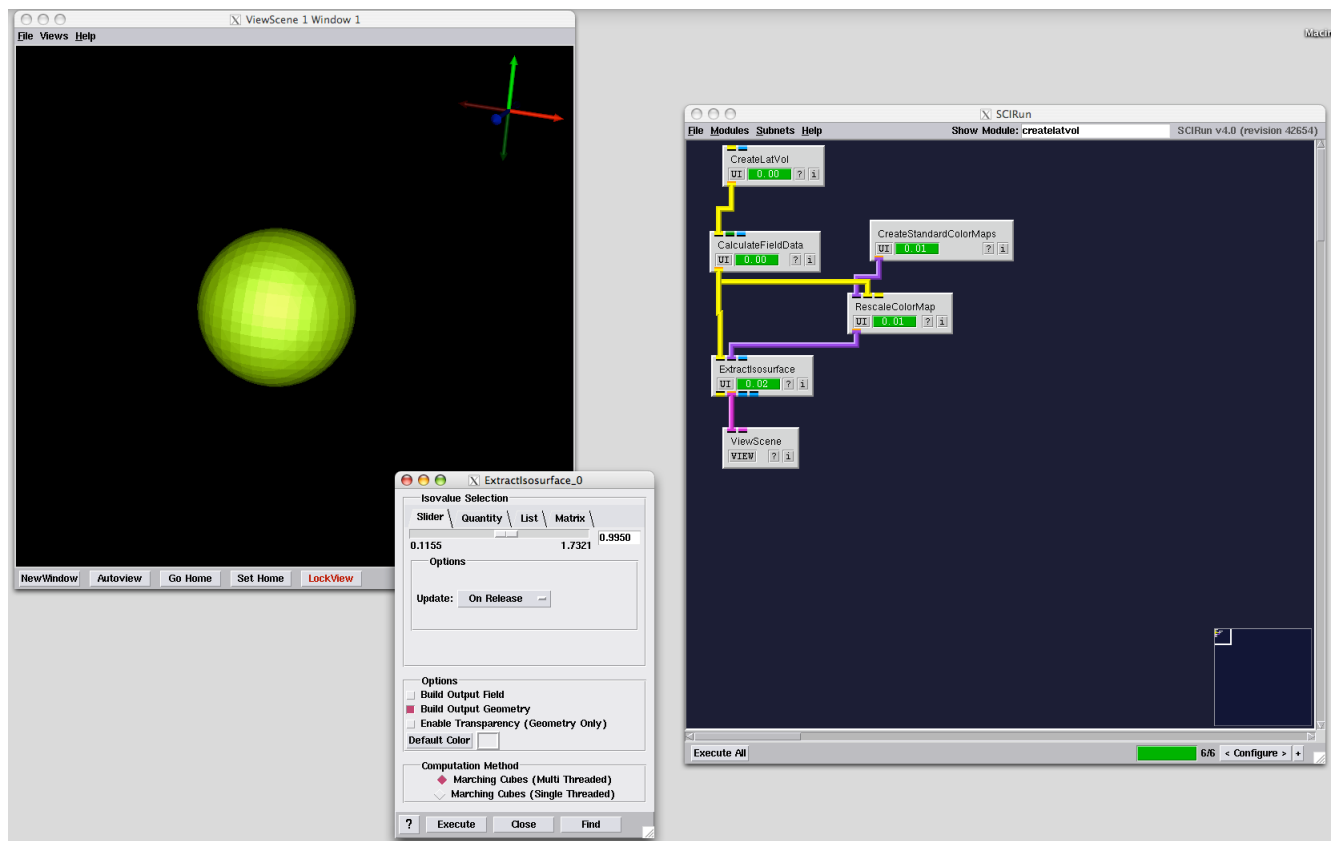 ViewScene 1 Window 1
File Views Help
NewWindow Autoview Go Home Set Home LockView
X ExtractIsosurface_0
Isovalue Selection
Slider Quantity List Matrix
0.9950
0.1155 1.7321
Options
Update: On Release
Options
Build Output Field
Build Output Geometry
Enable Transparency (Geometry Only)
Default Color
Computation Method
Marching Cubes (Multi Threaded)
Marching Cubes (Single Threaded)
? Execute Close Find
X SCIRun
File Modules Subnets Help Show Module: createlatvol SCIRun v4.0 (revision 42654)
CreateLatVol
UI 0.00 ? i
CalculateFieldData
UI 0.00 ? i
CreateStandardColorMaps
UI 0.01 ? i
RescaleColorMap
UI 0.01 ? i
ExtractIsosurface
UI 0.02 ? i
ViewScene
VIEW ? i
Execute All 6/6 < Configure > +